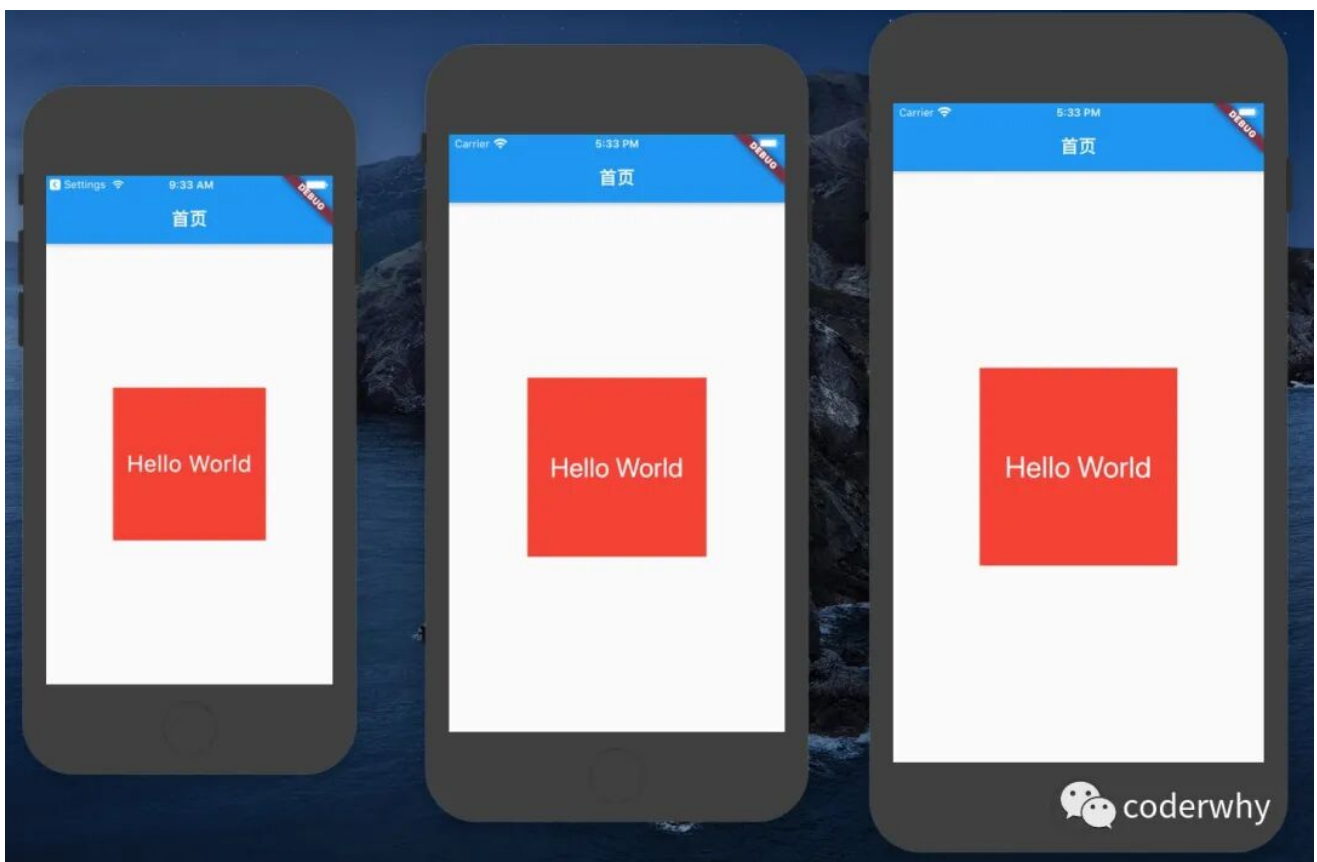 Settings 9:33 AM
DEBUG
首页
Hello World
Carrier 5:33 PM
DEBUG
首页
Hello World
Carrier 5:33 PM
DEBUG
首页
Hello World
coderwhy